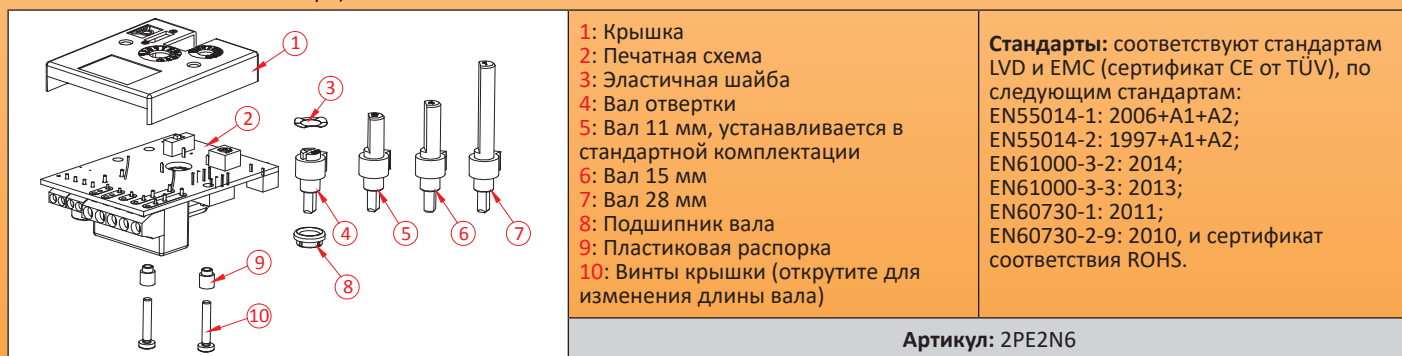 1
2
3
4
5
6
7
8
9
10
1: Крышка
2: Печатная схема
3: Эластичная шайба
4: Вал отвертки
5: Вал 11 мм, устанавливается в
стандартной комплектации
6: Вал 15 мм
7: Вал 28 мм
8: Подшипник вала
9: Пластиковая распорка
10: Винты крышки (открутите для
изменения длины вала)
Стандарты: соответствуют стандартам
LVD и EMC (сертификат CE от TÜV), по
следующим стандартам:
EN55014-1: 2006+A1+A2;
EN55014-2: 1997+A1+A2;
EN61000-3-2: 2014;
EN61000-3-3: 2013;
EN60730-1: 2011;
EN60730-2-9: 2010, и сертификат
соответствия ROHS.
Артикул: 2PE2N6